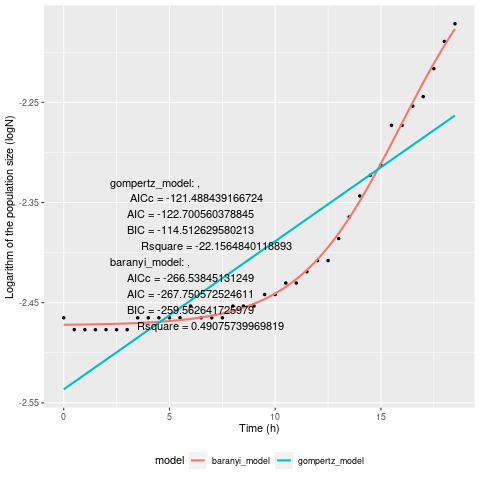 -2.25
-2.35
-2.45
-2.55
Logarithm of the population size (logN)
gompertz_model: ,
AICc = -121.488439166724
AIC = -122.700560378845
BIC = -114.512629580213
Rsquare = -22.1564840118893
baranyi_model: ,
AICc = -266.53845131249
AIC = -267.750572524611
BIC = -259.562641725979
Rsquare = 0.49075739969819
0 5 10 15
Time (h)
model baranyi_model gompertz_model